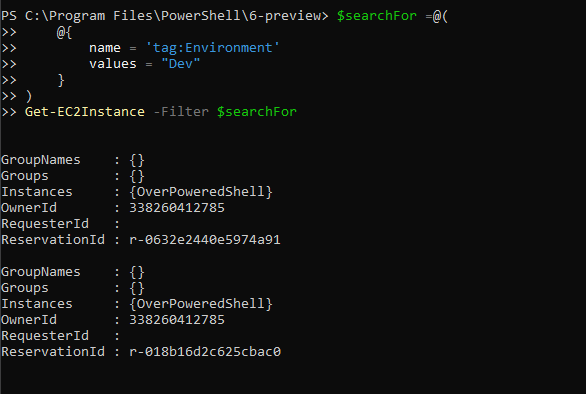 PS C:\Program Files\PowerShell\6-preview> $searchFor =@(
>>     @{
>>         name = 'tag:Environment'
>>         values = "Dev"
>>     }
>> )
>> Get-EC2Instance -Filter $searchFor
GroupNames    : {}
Groups        : {}
Instances     : {OverPoweredShell}
OwnerId       : 338260412785
RequesterId   :
ReservationId : r-0632e2440e5974a91
GroupNames    : {}
Groups        : {}
Instances     : {OverPoweredShell}
OwnerId       : 338260412785
RequesterId   :
ReservationId : r-018b16d2c625cbac0